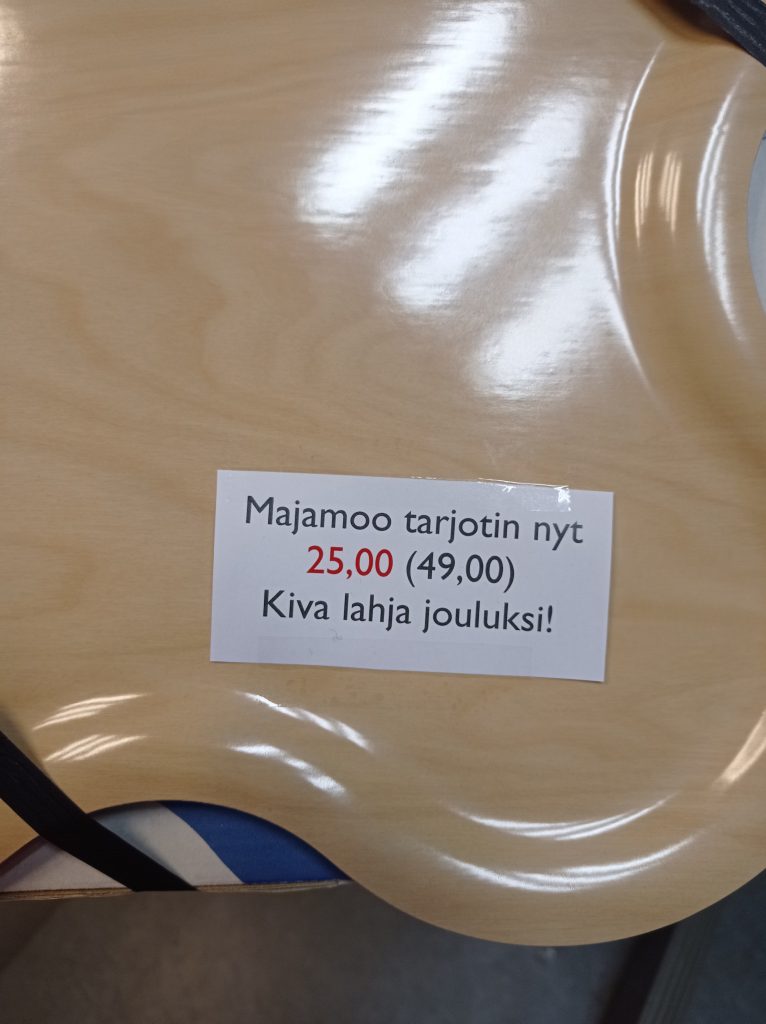 Majamoo tarjotin nyt
25,00 (49,00)
Kiva lahja jouluksi!